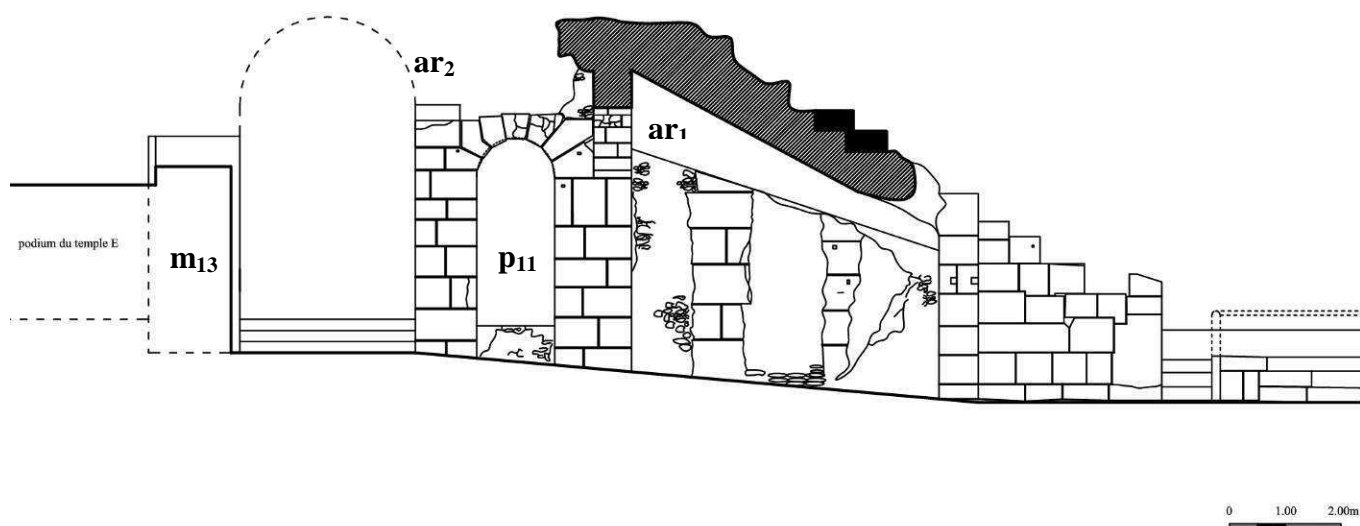 ar₂
ar₁
podium du temple E
m₁₃
p₁₁
0 1.00 2.00m